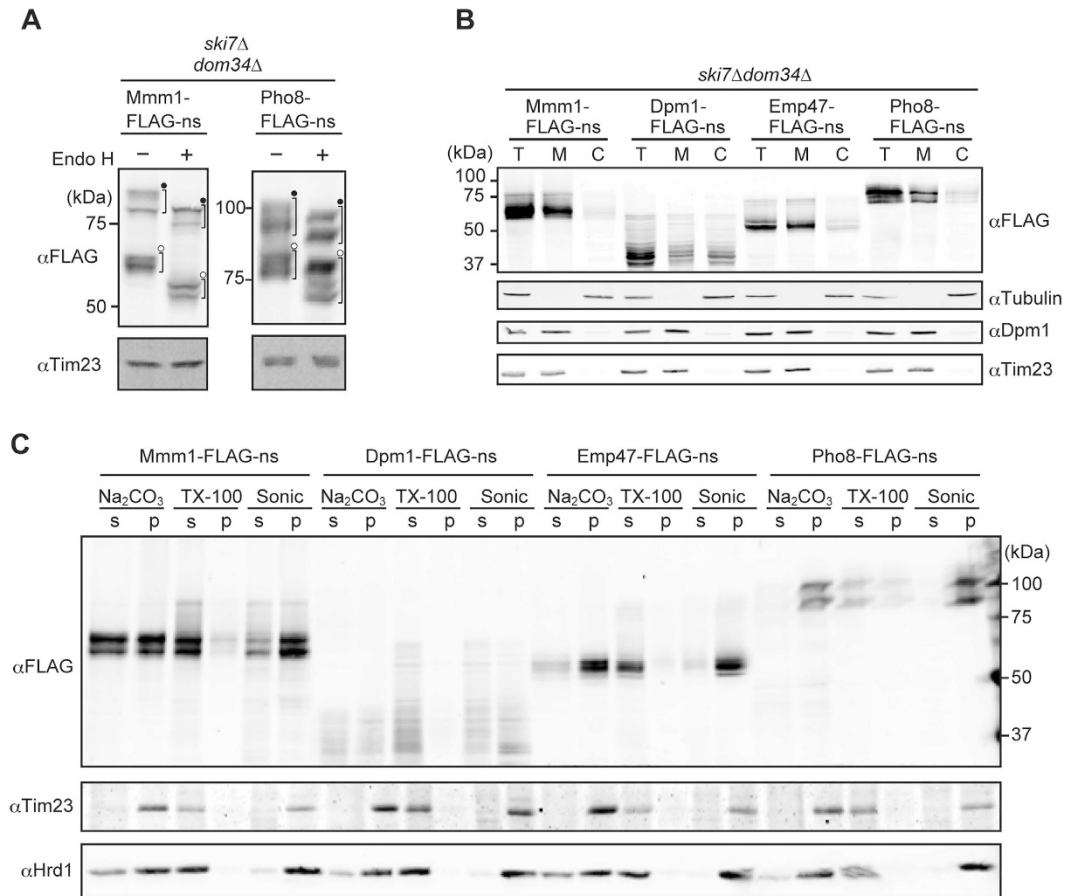 A
ski7Δ
dom34Δ
Mmm1-
FLAG-ns
Pho8-
FLAG-ns
Endo H − + − +
(kDa)
75
50
100
75
αFLAG
αTim23
B
ski7Δdom34Δ
Mmm1-
FLAG-ns
Dpm1-
FLAG-ns
Emp47-
FLAG-ns
Pho8-
FLAG-ns
(kDa) T M C T M C T M C T M C
100
75
50
37
αFLAG
αTubulin
αDpm1
αTim23
C
Mmm1-FLAG-ns Dpm1-FLAG-ns Emp47-FLAG-ns Pho8-FLAG-ns
Na₂CO₃ TX-100 Sonic Na₂CO₃ TX-100 Sonic Na₂CO₃ TX-100 Sonic Na₂CO₃ TX-100 Sonic
s p s p s p s p s p s p s p s p s p s p s p s p
(kDa)
100
75
50
37
αFLAG
αTim23
αHrd1